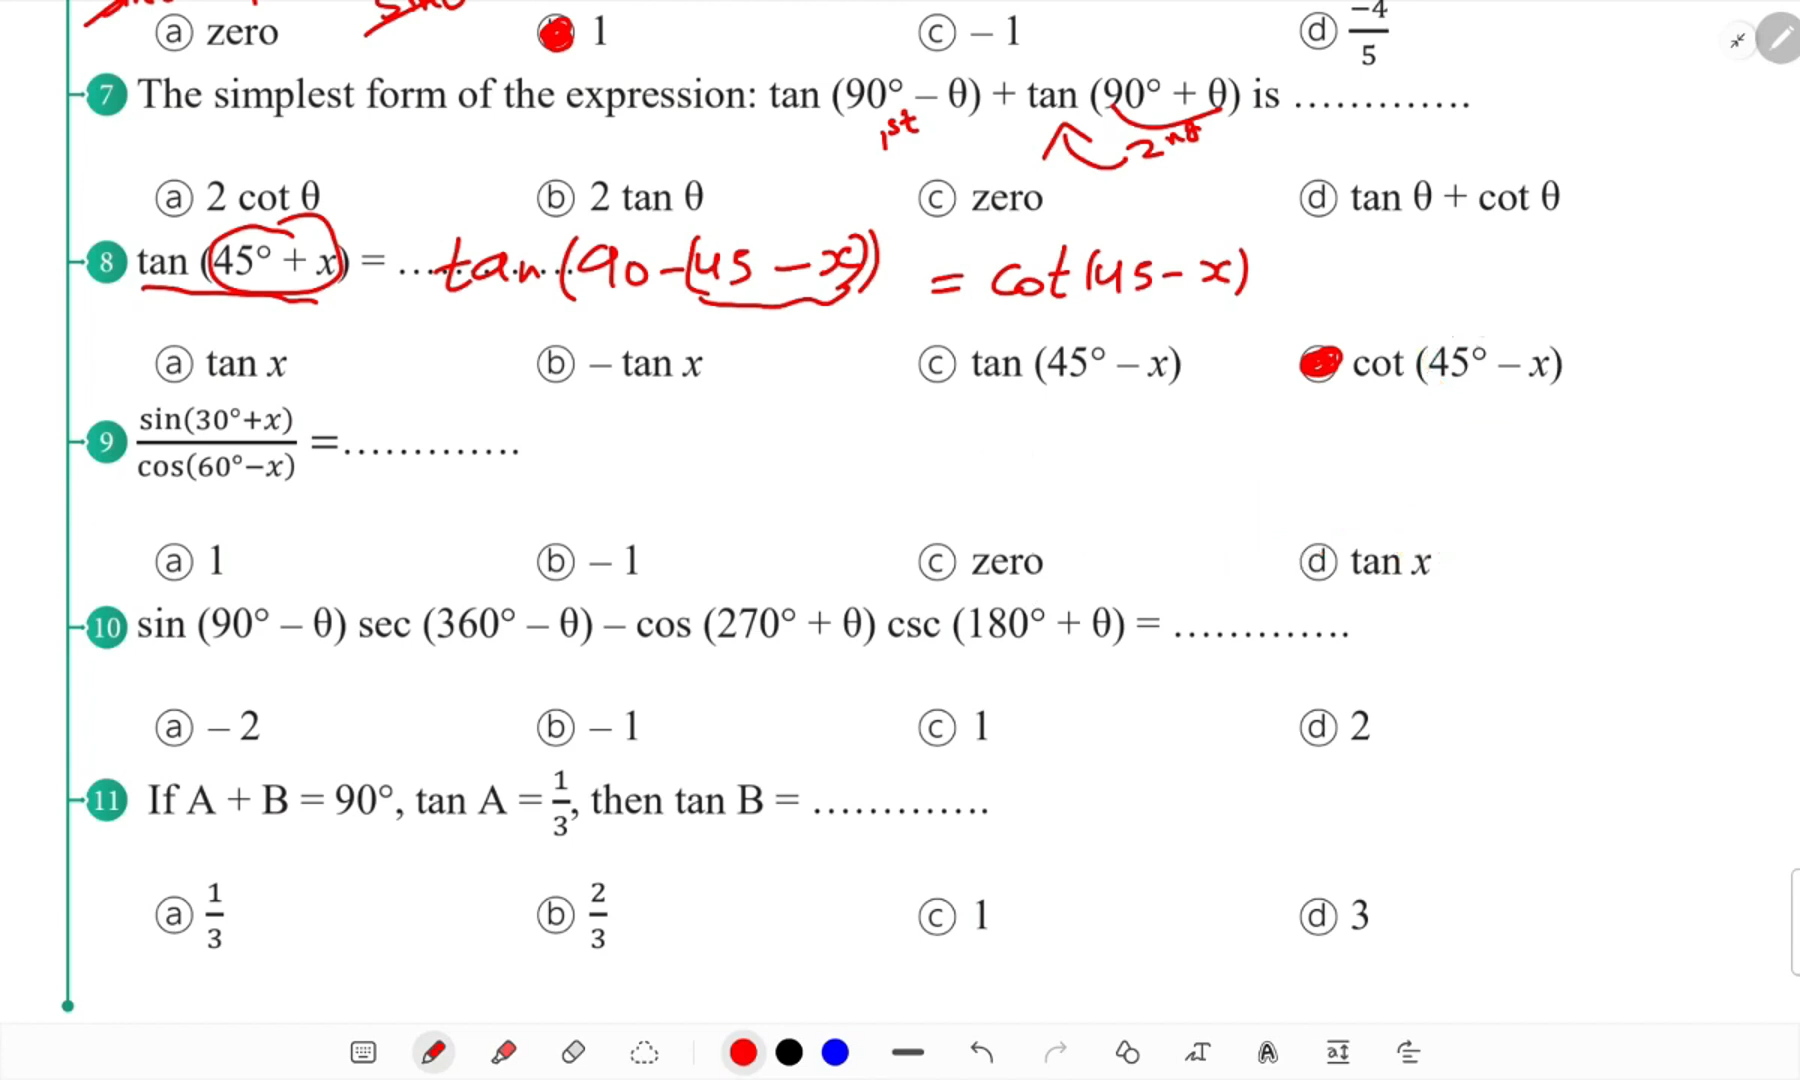 ⓐ zero 1 ⓒ – 1 ⓓ −4/5
7 The simplest form of the expression: tan (90° – θ) + tan (90° + θ) is .............
1st 2nd
ⓐ 2 cot θ ⓑ 2 tan θ ⓒ zero ⓓ tan θ + cot θ
8 tan (45° + x) = ............. tan(90-(45-x)) = cot(45-x)
ⓐ tan x ⓑ – tan x ⓒ tan (45° – x) cot (45° – x)
9 sin(30°+x)/cos(60°−x) =.............
ⓐ 1 ⓑ – 1 ⓒ zero ⓓ tan x
10 sin (90° – θ) sec (360° – θ) – cos (270° + θ) csc (180° + θ) = .............
ⓐ – 2 ⓑ – 1 ⓒ 1 ⓓ 2
11 If A + B = 90°, tan A = 1/3, then tan B = .............
ⓐ 1/3 ⓑ 2/3 ⓒ 1 ⓓ 3